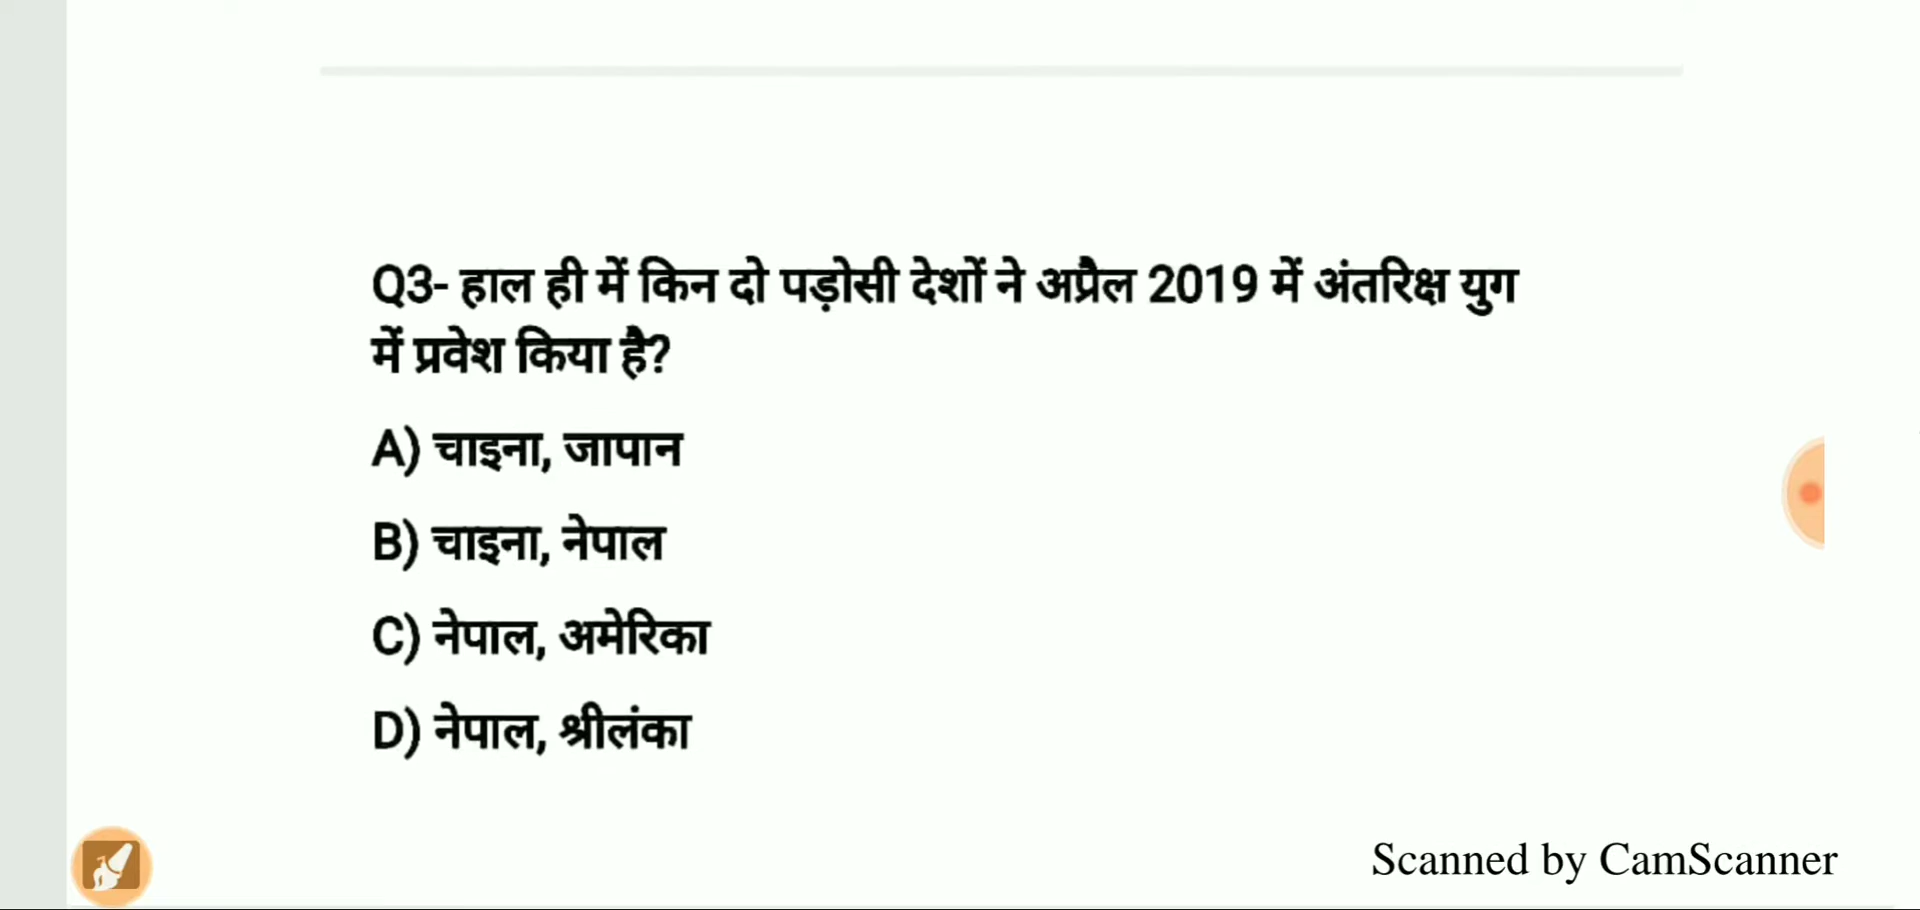 Q3- हाल ही में किन दो पड़ोसी देशों ने अप्रैल 2019 में अंतरिक्ष युग
में प्रवेश किया है?
A) चाइना, जापान
B) चाइना, नेपाल
C) नेपाल, अमेरिका
D) नेपाल, श्रीलंका
Scanned by CamScanner